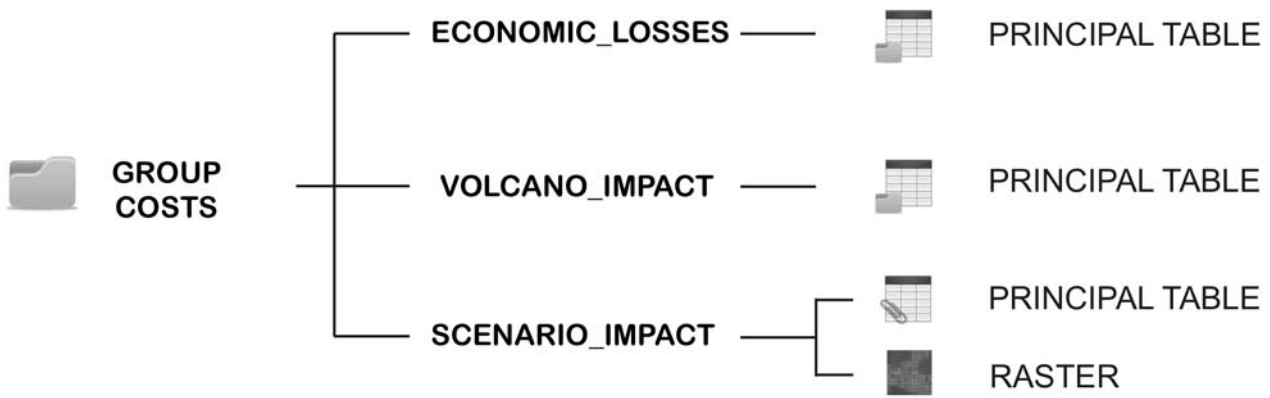 ECONOMIC_LOSSES
PRINCIPAL TABLE
GROUP
COSTS
VOLCANO_IMPACT
PRINCIPAL TABLE
SCENARIO_IMPACT
PRINCIPAL TABLE
RASTER